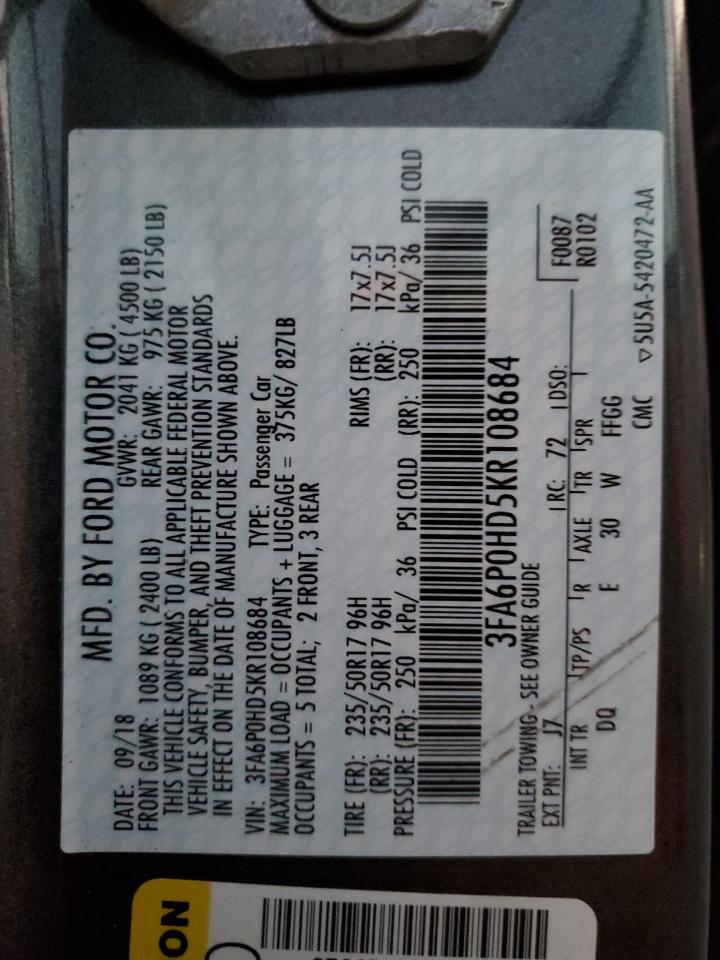 MFD. BY FORD MOTOR CO.
DATE: 09/18 GVWR: 2041 KG ( 4500 LB)
FRONT GAWR: 1089 KG ( 2400 LB) REAR GAWR: 975 KG ( 2150 LB)
THIS VEHICLE CONFORMS TO ALL APPLICABLE FEDERAL MOTOR
VEHICLE SAFETY, BUMPER, AND THEFT PREVENTION STANDARDS
IN EFFECT ON THE DATE OF MANUFACTURE SHOWN ABOVE.
VIN: 3FA6P0HD5KR108684 TYPE: Passenger Car
MAXIMUM LOAD = OCCUPANTS + LUGGAGE = 375KG/ 827LB
OCCUPANTS = 5 TOTAL; 2 FRONT, 3 REAR
TIRE (FR): 235/50R17 96H RIMS (FR): 17x7.5J
(RR): 235/50R17 96H (RR): 17x7.5J
PRESSURE (FR): 250 kPa/ 36 PSI COLD (RR): 250 kPa/ 36 PSI COLD
3FA6P0HD5KR108684
TRAILER TOWING- SEE OWNER GUIDE F0087
EXT PNT: J7 RC: 72 DSO: R0102
INT TR TP/PS R AXLE TR SPR
DQ E 30 W FFGG
CMC ▽5U5A-5420472-AA
ON